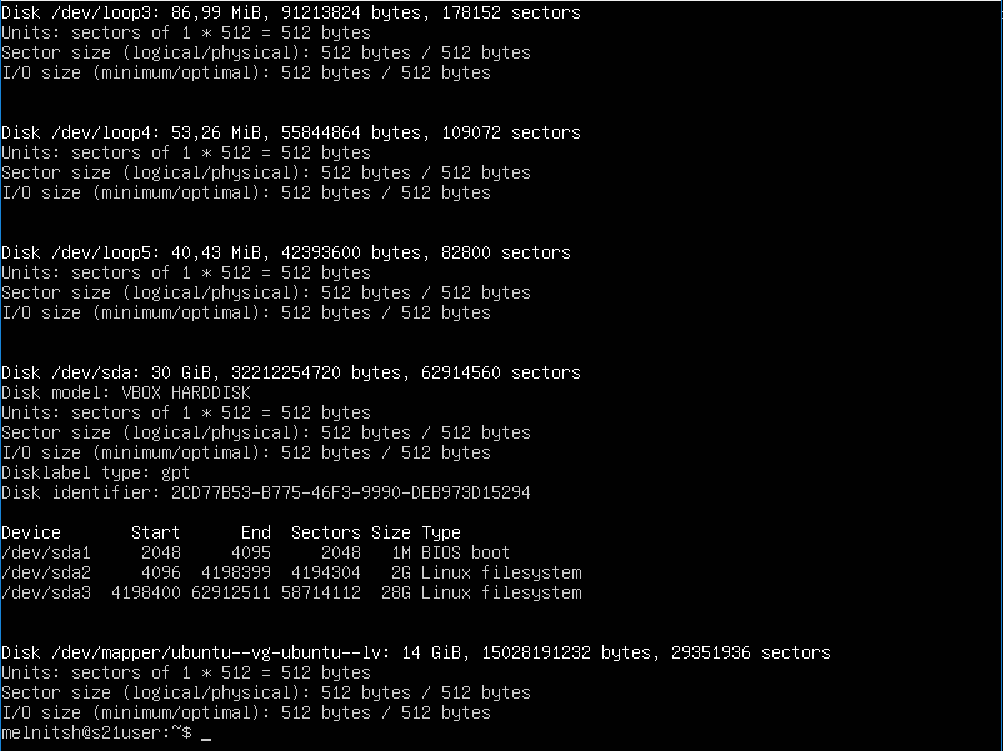 Disk /dev/loop3: 86,99 MiB, 91213824 bytes, 178152 sectors
Units: sectors of 1 * 512 = 512 bytes
Sector size (logical/physical): 512 bytes / 512 bytes
I/O size (minimum/optimal): 512 bytes / 512 bytes
Disk /dev/loop4: 53,26 MiB, 55844864 bytes, 109072 sectors
Units: sectors of 1 * 512 = 512 bytes
Sector size (logical/physical): 512 bytes / 512 bytes
I/O size (minimum/optimal): 512 bytes / 512 bytes
Disk /dev/loop5: 40,43 MiB, 42393600 bytes, 82800 sectors
Units: sectors of 1 * 512 = 512 bytes
Sector size (logical/physical): 512 bytes / 512 bytes
I/O size (minimum/optimal): 512 bytes / 512 bytes
Disk /dev/sda: 30 GiB, 32212254720 bytes, 62914560 sectors
Disk model: VBOX HARDDISK
Units: sectors of 1 * 512 = 512 bytes
Sector size (logical/physical): 512 bytes / 512 bytes
I/O size (minimum/optimal): 512 bytes / 512 bytes
Disklabel type: gpt
Disk identifier: 2CD77B53-B775-46F3-9990-DEB973D15294
Device       Start      End  Sectors Size Type
/dev/sda1     2048     4095     2048   1M BIOS boot
/dev/sda2     4096  4198399  4194304   2G Linux filesystem
/dev/sda3  4198400 62912511 58714112  28G Linux filesystem
Disk /dev/mapper/ubuntu--vg-ubuntu--lv: 14 GiB, 15028191232 bytes, 29351936 sectors
Units: sectors of 1 * 512 = 512 bytes
Sector size (logical/physical): 512 bytes / 512 bytes
I/O size (minimum/optimal): 512 bytes / 512 bytes
melnitsh@s21user:~$ _